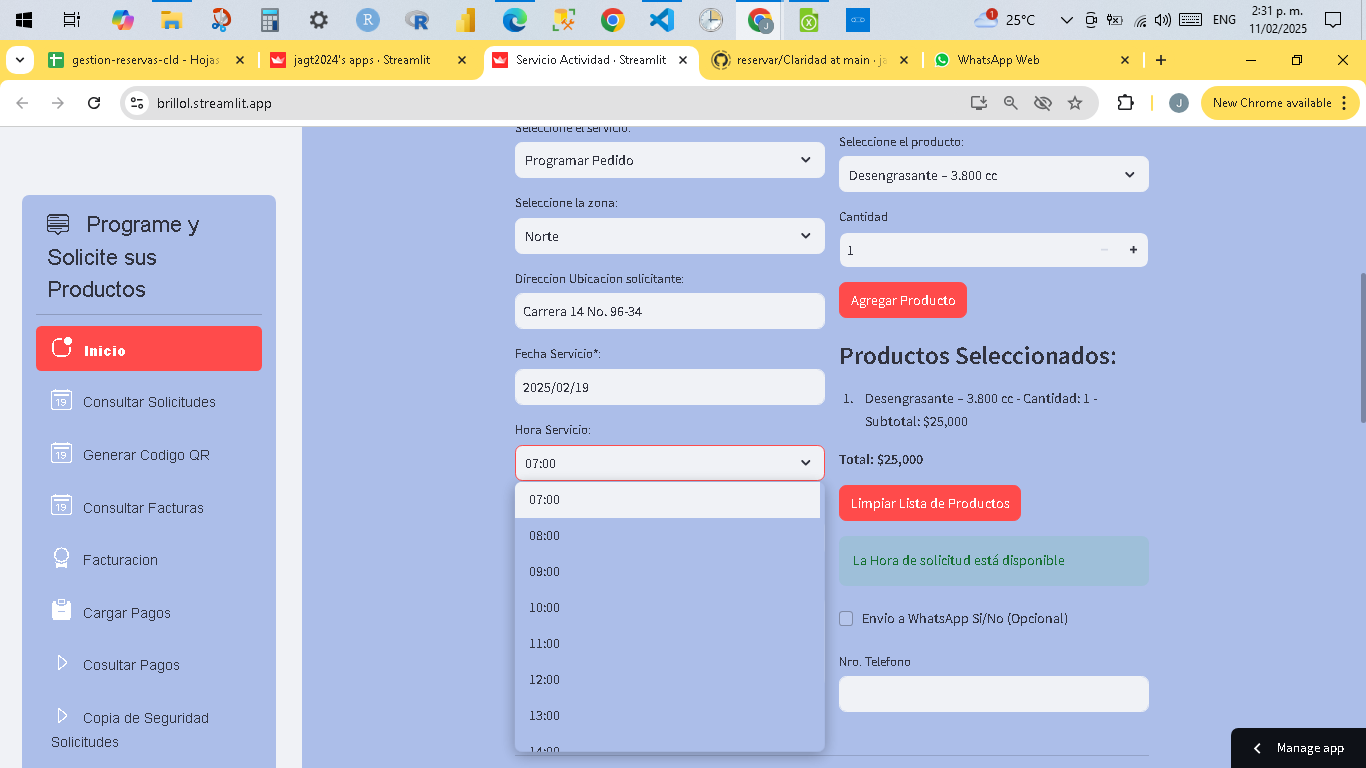 25°C
ENG
2:31 p. m.
11/02/2025
gestion-reservas-cld - Hojas
jagt2024's apps · Streamlit
Servicio Actividad · Streamlit
reservar/Claridad at main · ja
WhatsApp Web
brillol.streamlit.app
J
New Chrome available
Programe y
Solicite sus
Productos
Inicio
Consultar Solicitudes
Generar Codigo QR
Consultar Facturas
Facturacion
Cargar Pagos
Cosultar Pagos
Copia de Seguridad
Solicitudes
Seleccione el servicio:
Programar Pedido
Seleccione la zona:
Norte
Direccion Ubicacion solicitante:
Carrera 14 No. 96-34
Fecha Servicio*:
2025/02/19
Hora Servicio:
07:00
07:00
08:00
09:00
10:00
11:00
12:00
13:00
14:00
Seleccione el producto:
Desengrasante – 3.800 cc
Cantidad
1
Agregar Producto
Productos Seleccionados:
1. Desengrasante – 3.800 cc - Cantidad: 1 -
Subtotal: $25,000
Total: $25,000
Limpiar Lista de Productos
La Hora de solicitud está disponible
Envio a WhatsApp Si/No (Opcional)
Nro. Telefono
Manage app